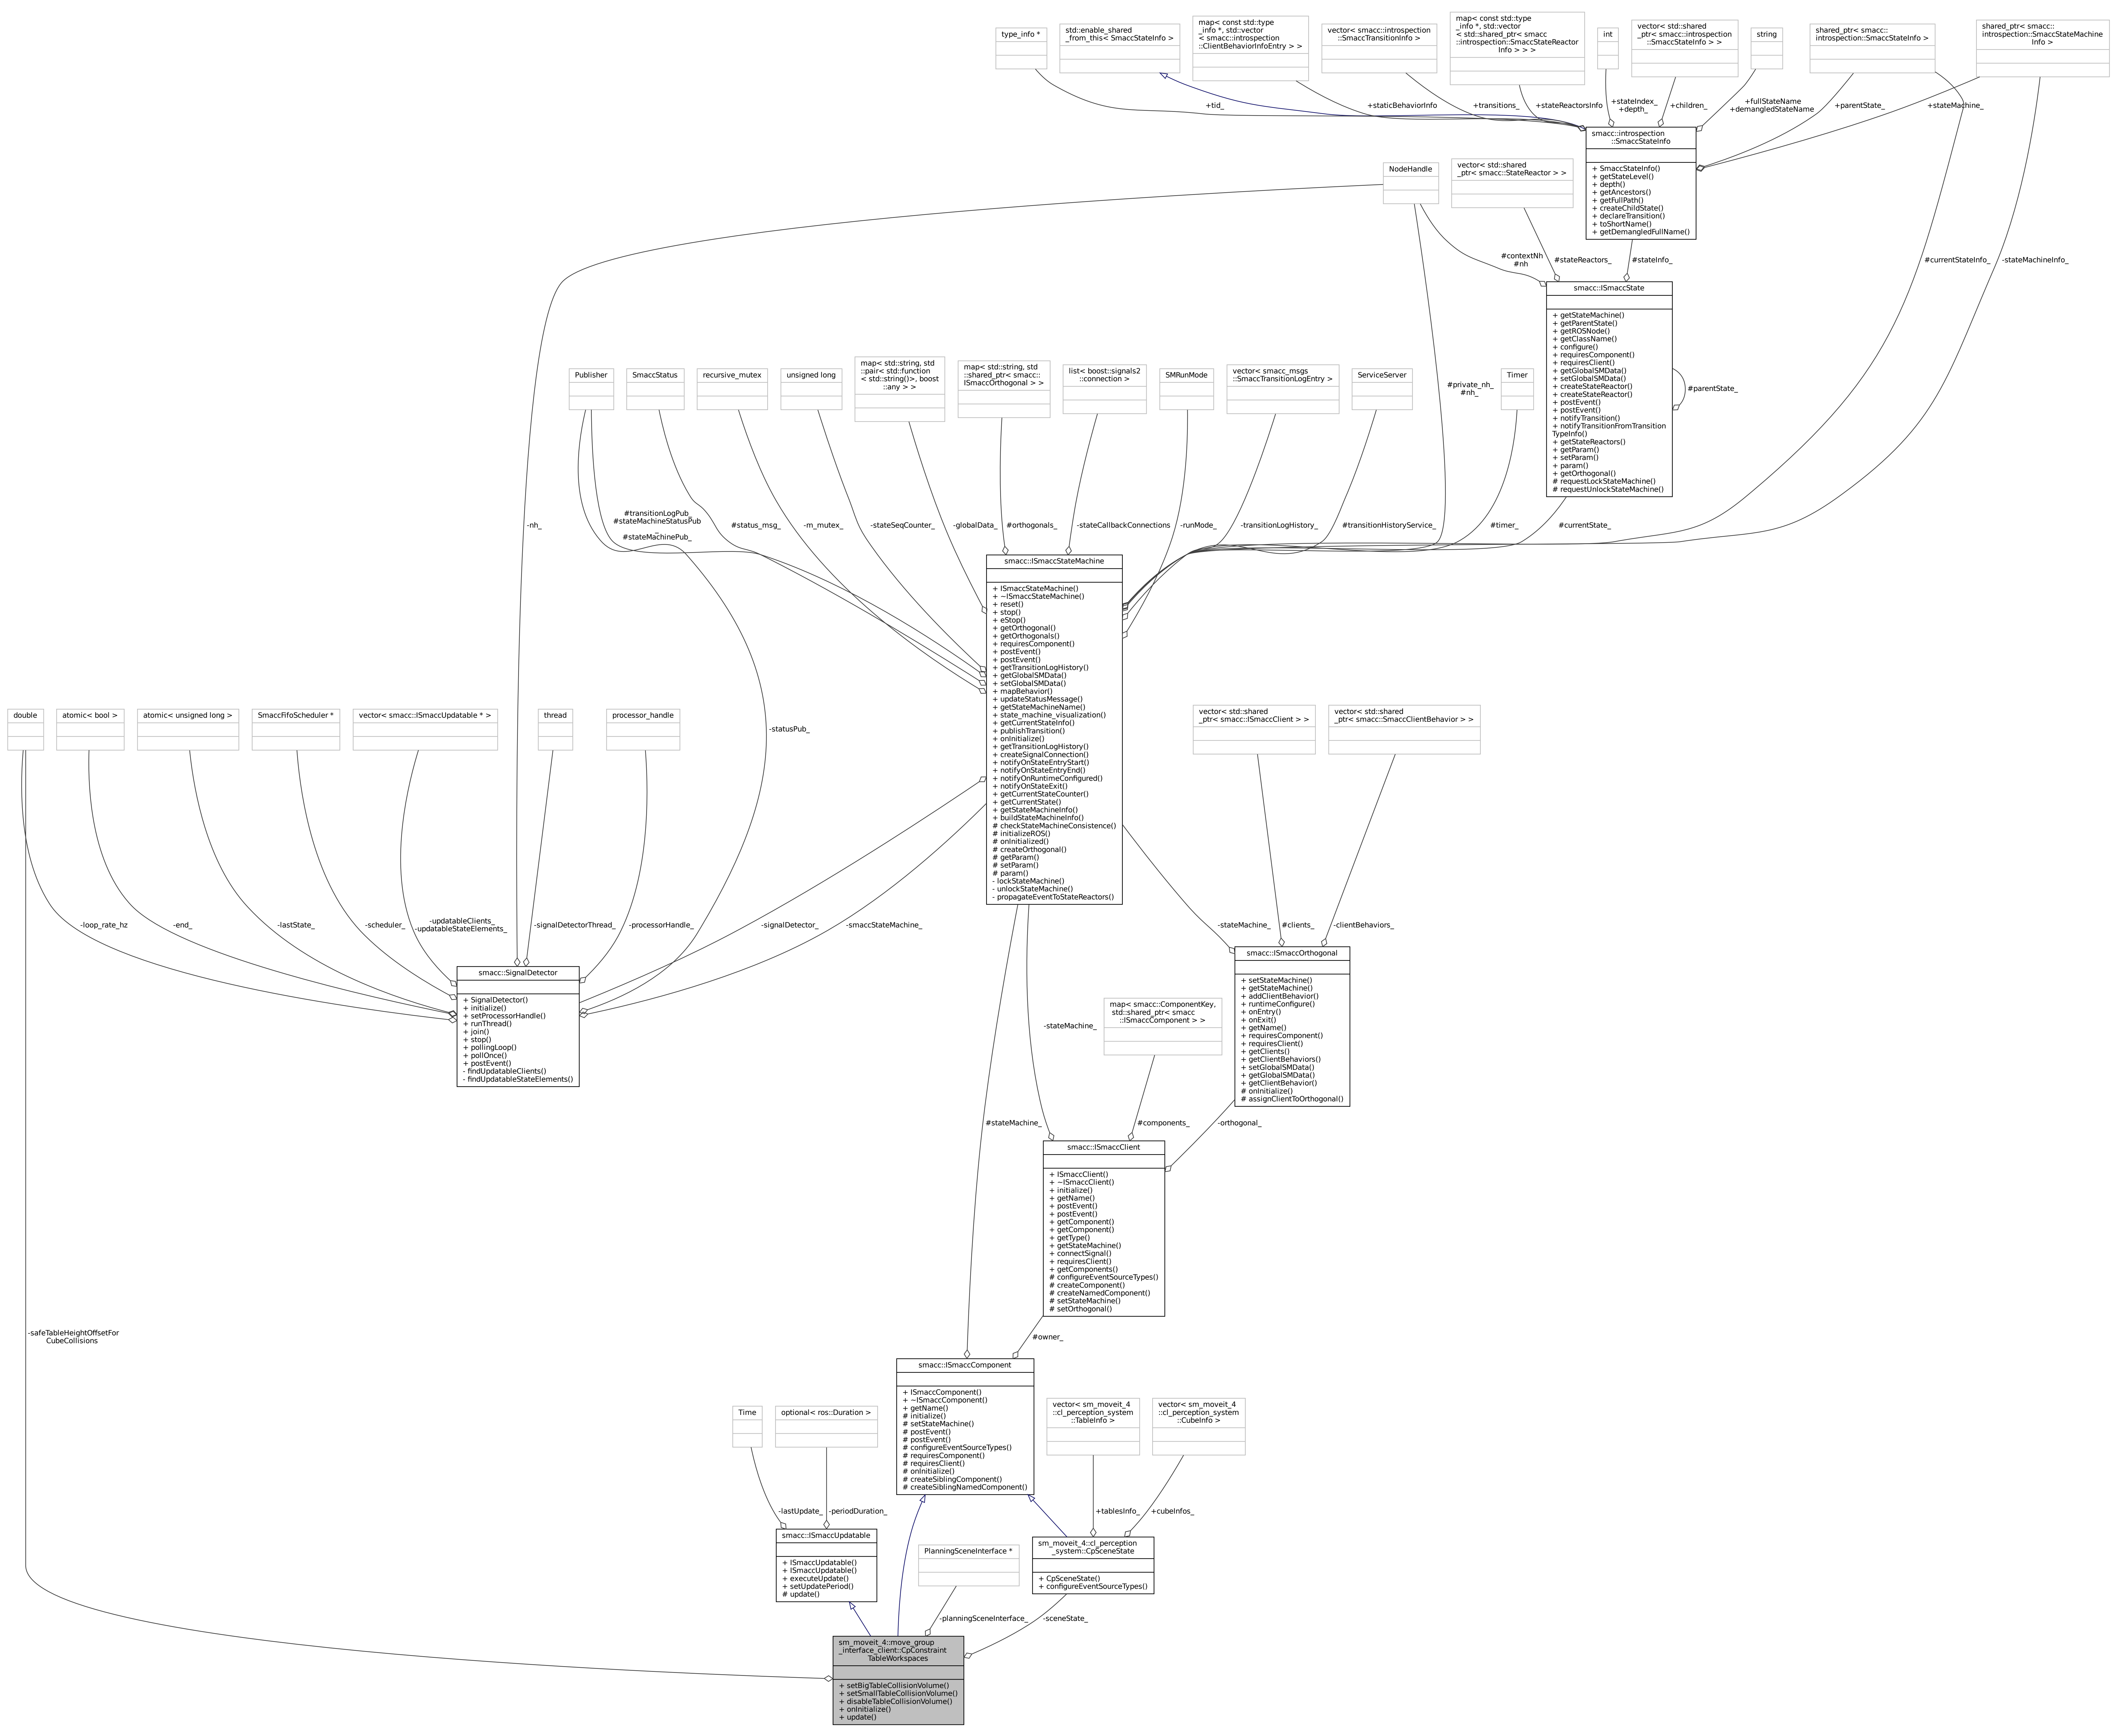 type_info *
std::enable_shared
_from_this< SmaccStateInfo >
map< const std::type
_info *, std::vector
< smacc::introspection
::ClientBehaviorInfoEntry > >
vector< smacc::introspection
::SmaccTransitionInfo >
map< const std::type
_info *, std::vector
< std::shared_ptr< smacc
::introspection::SmaccStateReactor
Info > > >
int
vector< std::shared
_ptr< smacc::introspection
::SmaccStateInfo > >
string
shared_ptr< smacc::
introspection::SmaccStateInfo >
shared_ptr< smacc::
introspection::SmaccStateMachine
Info >
+tid_
+staticBehaviorInfo
+transitions_
+stateReactorsInfo
+stateIndex_
+depth_
+children_
+fullStateName
+demangledStateName
+parentState_
+stateMachine_
smacc::introspection
::SmaccStateInfo
+ SmaccStateInfo()
+ getStateLevel()
+ depth()
+ getAncestors()
+ getFullPath()
+ createChildState()
+ declareTransition()
+ toShortName()
+ getDemangledFullName()
NodeHandle
vector< std::shared
_ptr< smacc::StateReactor > >
#contextNh
#nh
#stateReactors_
#stateInfo_
#currentStateInfo_
-stateMachineInfo_
smacc::ISmaccState
+ getStateMachine()
+ getParentState()
+ getROSNode()
+ getClassName()
+ configure()
+ requiresComponent()
+ requiresClient()
+ getGlobalSMData()
+ setGlobalSMData()
+ createStateReactor()
+ createStateReactor()
+ postEvent()
+ postEvent()
+ notifyTransition()
+ notifyTransitionFromTransition
TypeInfo()
+ getStateReactors()
+ getParam()
+ setParam()
+ param()
+ getOrthogonal()
# requestLockStateMachine()
# requestUnlockStateMachine()
#parentState_
Publisher
SmaccStatus
recursive_mutex
unsigned long
map< std::string, std
::pair< std::function
< std::string()>, boost
::any > >
map< std::string, std
::shared_ptr< smacc::
ISmaccOrthogonal > >
list< boost::signals2
::connection >
SMRunMode
vector< smacc_msgs
::SmaccTransitionLogEntry >
ServiceServer
#private_nh_
#nh_
Timer
-nh_
#transitionLogPub_
#stateMachineStatusPub
_
#stateMachinePub_
#status_msg_
-m_mutex_
-stateSeqCounter_
-globalData_
#orthogonals_
-stateCallbackConnections
-runMode_
-transitionLogHistory_
#transitionHistoryService_
#timer_
#currentState_
smacc::ISmaccStateMachine
+ ISmaccStateMachine()
+ ~ISmaccStateMachine()
+ reset()
+ stop()
+ eStop()
+ getOrthogonal()
+ getOrthogonals()
+ requiresComponent()
+ postEvent()
+ postEvent()
+ getTransitionLogHistory()
+ getGlobalSMData()
+ setGlobalSMData()
+ mapBehavior()
+ updateStatusMessage()
+ getStateMachineName()
+ state_machine_visualization()
+ getCurrentStateInfo()
+ publishTransition()
+ onInitialize()
+ getTransitionLogHistory()
+ createSignalConnection()
+ notifyOnStateEntryStart()
+ notifyOnStateEntryEnd()
+ notifyOnRuntimeConfigured()
+ notifyOnStateExit()
+ getCurrentStateCounter()
+ getCurrentState()
+ getStateMachineInfo()
+ buildStateMachineInfo()
# checkStateMachineConsistence()
# initializeROS()
# onInitialized()
# createOrthogonal()
# getParam()
# setParam()
# param()
- lockStateMachine()
- unlockStateMachine()
- propagateEventToStateReactors()
double
atomic< bool >
atomic< unsigned long >
SmaccFifoScheduler *
vector< smacc::ISmaccUpdatable * >
thread
processor_handle
-statusPub_
vector< std::shared
_ptr< smacc::ISmaccClient > >
vector< std::shared
_ptr< smacc::SmaccClientBehavior > >
-loop_rate_hz
-end_
-lastState_
-scheduler_
-updatableClients_
-updatableStateElements_
-signalDetectorThread_
-processorHandle_
-signalDetector_
-smaccStateMachine_
-stateMachine_
#clients_
-clientBehaviors_
smacc::SignalDetector
+ SignalDetector()
+ initialize()
+ setProcessorHandle()
+ runThread()
+ join()
+ stop()
+ pollingLoop()
+ pollOnce()
+ postEvent()
- findUpdatableClients()
- findUpdatableStateElements()
smacc::ISmaccOrthogonal
+ setStateMachine()
+ getStateMachine()
+ addClientBehavior()
+ runtimeConfigure()
+ onEntry()
+ onExit()
+ getName()
+ requiresComponent()
+ requiresClient()
+ getClients()
+ getClientBehaviors()
+ setGlobalSMData()
+ getGlobalSMData()
+ getClientBehavior()
# onInitialize()
# assignClientToOrthogonal()
-stateMachine_
map< smacc::ComponentKey,
std::shared_ptr< smacc
::ISmaccComponent > >
#stateMachine_
#components_
-orthogonal_
smacc::ISmaccClient
+ ISmaccClient()
+ ~ISmaccClient()
+ initialize()
+ getName()
+ postEvent()
+ postEvent()
+ getComponent()
+ getComponent()
+ getType()
+ getStateMachine()
+ connectSignal()
+ requiresClient()
+ getComponents()
# configureEventSourceTypes()
# createComponent()
# createNamedComponent()
# setStateMachine()
# setOrthogonal()
-safeTableHeightOffsetFor
CubeCollisions
#owner_
smacc::ISmaccComponent
+ ISmaccComponent()
+ ~ISmaccComponent()
+ getName()
# initialize()
# setStateMachine()
# postEvent()
# postEvent()
# configureEventSourceTypes()
# requiresComponent()
# requiresClient()
# onInitialize()
# createSiblingComponent()
# createSiblingNamedComponent()
Time
optional< ros::Duration >
vector< sm_moveit_4
::cl_perception_system
::TableInfo >
vector< sm_moveit_4
::cl_perception_system
::CubeInfo >
-lastUpdate_
-periodDuration_
+tablesInfo_
+cubeInfos_
smacc::ISmaccUpdatable
+ ISmaccUpdatable()
+ ISmaccUpdatable()
+ executeUpdate()
+ setUpdatePeriod()
# update()
PlanningSceneInterface *
sm_moveit_4::cl_perception
_system::CpSceneState
+ CpSceneState()
+ configureEventSourceTypes()
-planningSceneInterface_
-sceneState_
sm_moveit_4::move_group
_interface_client::CpConstraint
TableWorkspaces
+ setBigTableCollisionVolume()
+ setSmallTableCollisionVolume()
+ disableTableCollisionVolume()
+ onInitialize()
+ update()